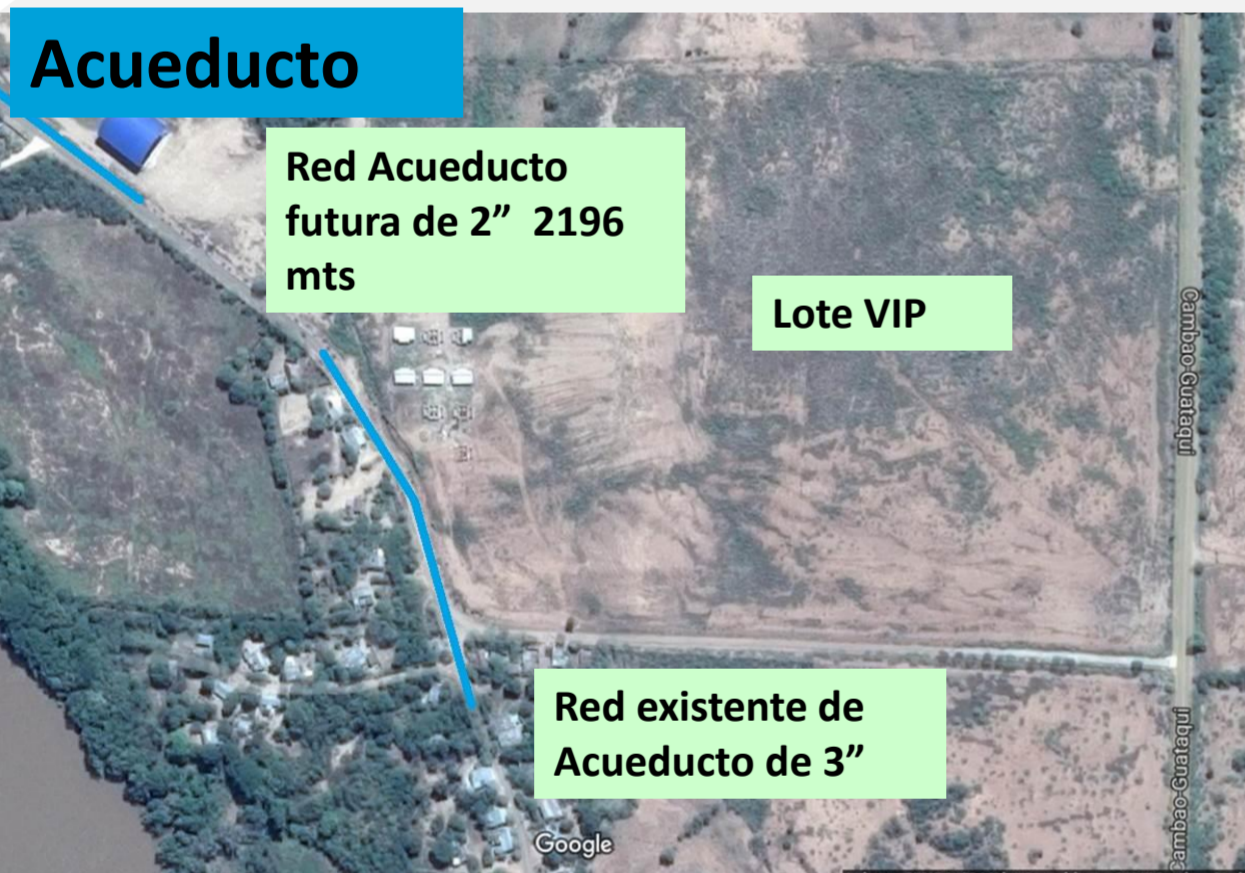 Acueducto
Red Acueducto
futura de 2” 2196
mts
Lote VIP
Cambao-Guataquí
Red existente de
Acueducto de 3”
Cambao-Guataquí
Google